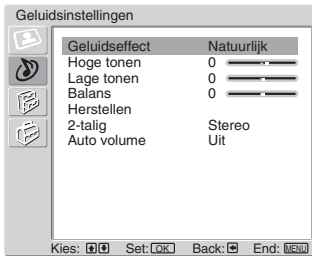 Geluidsinstellingen
Geluidseffect Natuurlijk
Hoge tonen 0
Lage tonen 0
Balans 0
Herstellen
2-talig Stereo
Auto volume Uit
Kies: Set: OK Back: End: MENU